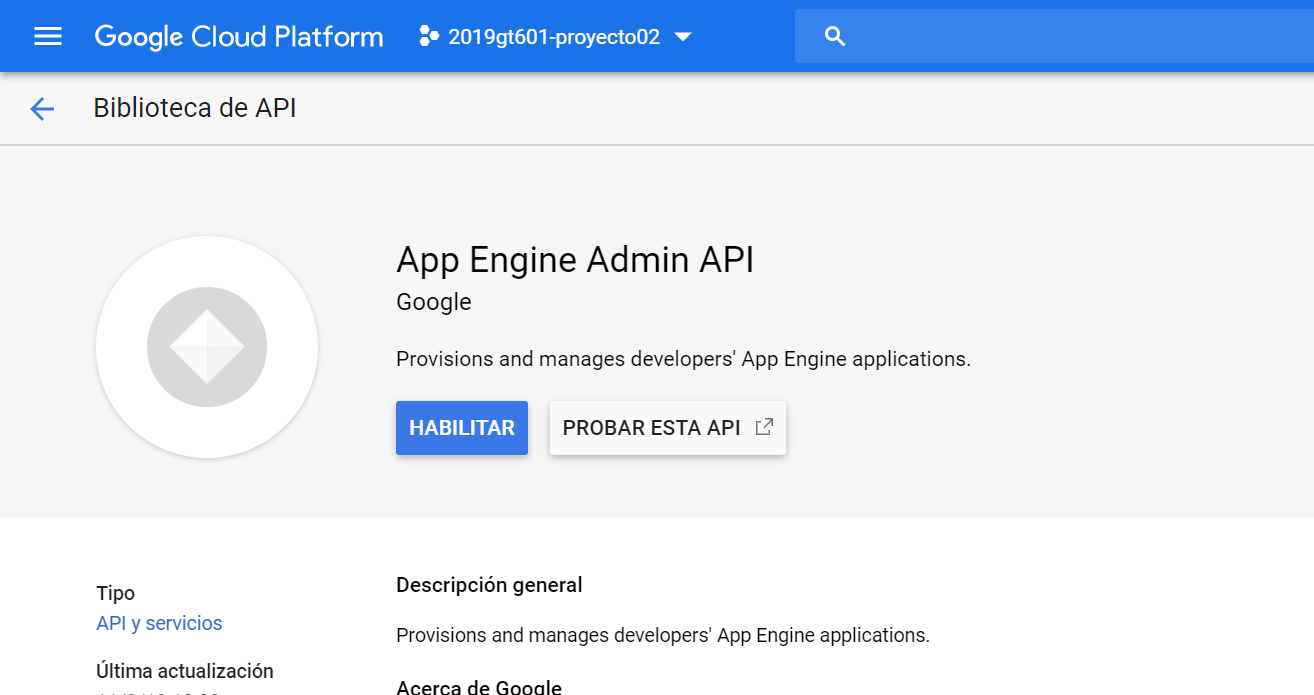 Google Cloud Platform 2019gt601-proyecto02
Biblioteca de API
App Engine Admin API
Google
Provisions and manages developers' App Engine applications.
HABILITAR PROBAR ESTA API
Tipo
API y servicios
Última actualización
Descripción general
Provisions and manages developers' App Engine applications.
Acerca de Google